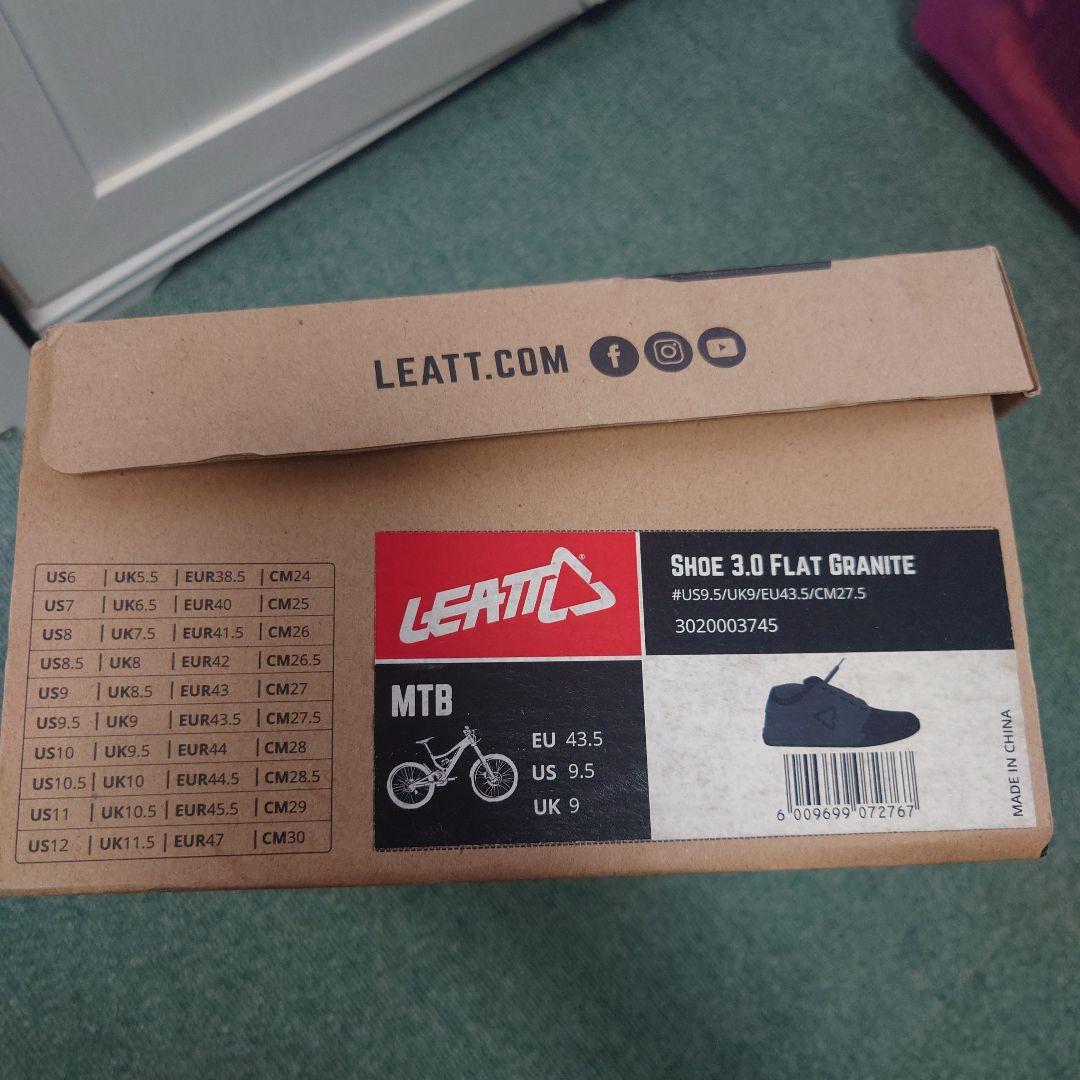 LEATT.COM
US6 | UK5.5 | EUR38.5 | CM24
US7 | UK6.5 | EUR40 | CM25
US8 | UK7.5 | EUR41.5 | CM26
US8.5 | UK8 | EUR42 | CM26.5
US9 | UK8.5 | EUR43 | CM27
US9.5 | UK9 | EUR43.5 | CM27.5
US10 | UK9.5 | EUR44 | CM28
US10.5 | UK10 | EUR44.5 | CM28.5
US11 | UK10.5 | EUR45.5 | CM29
US12 | UK11.5 | EUR47 | CM30
LEATT®
SHOE 3.0 FLAT GRANITE
#US9.5/UK9/EU43.5/CM27.5
3020003745
MTB
EU 43.5
US 9.5
UK 9
6 009699 072767
MADE IN CHINA